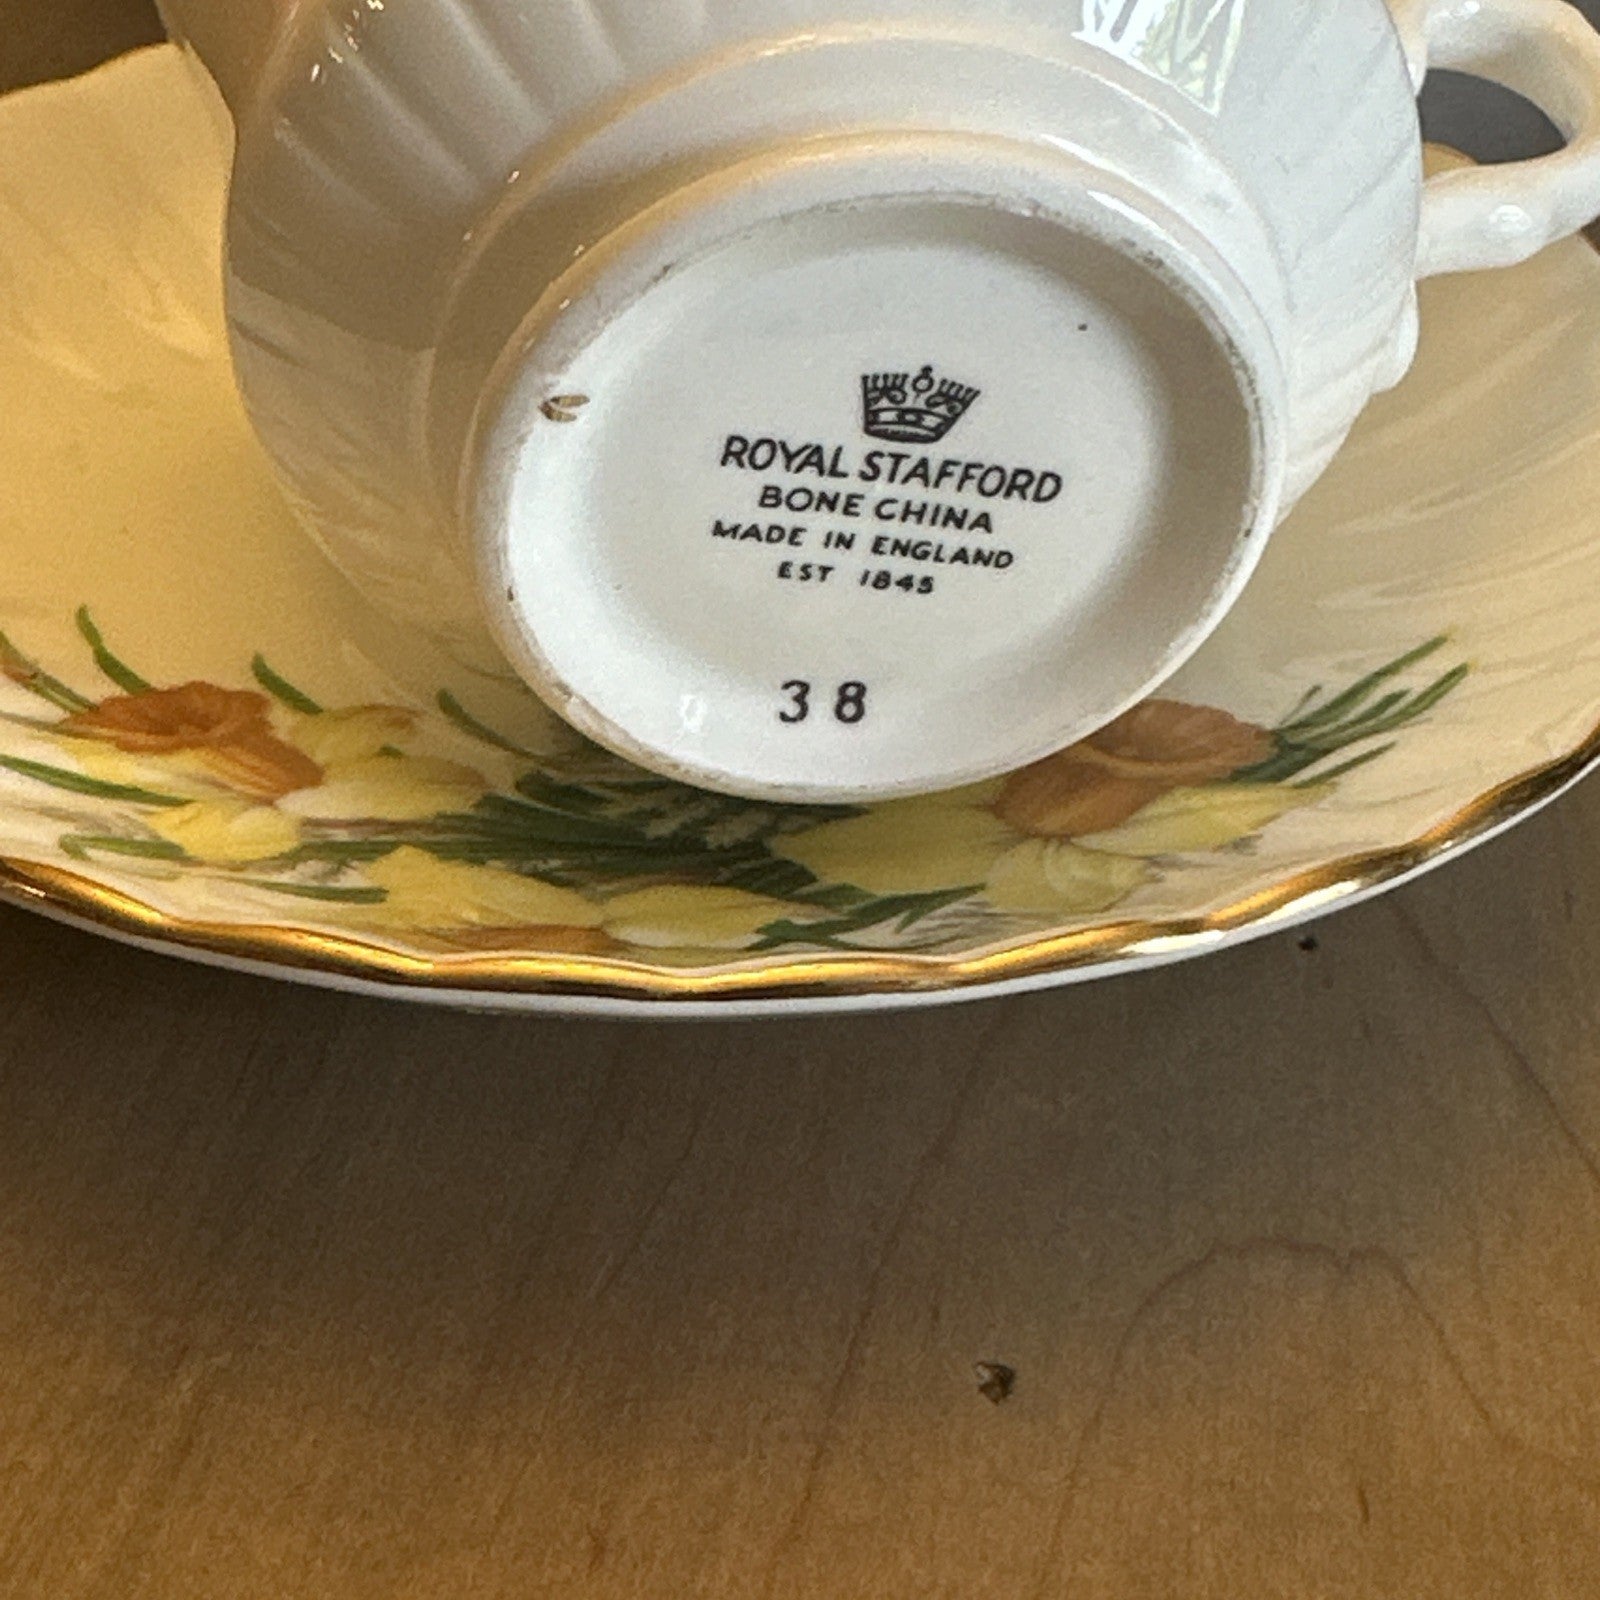 ROYAL STAFFORD
BONE CHINA
MADE IN ENGLAND
EST 1845
38